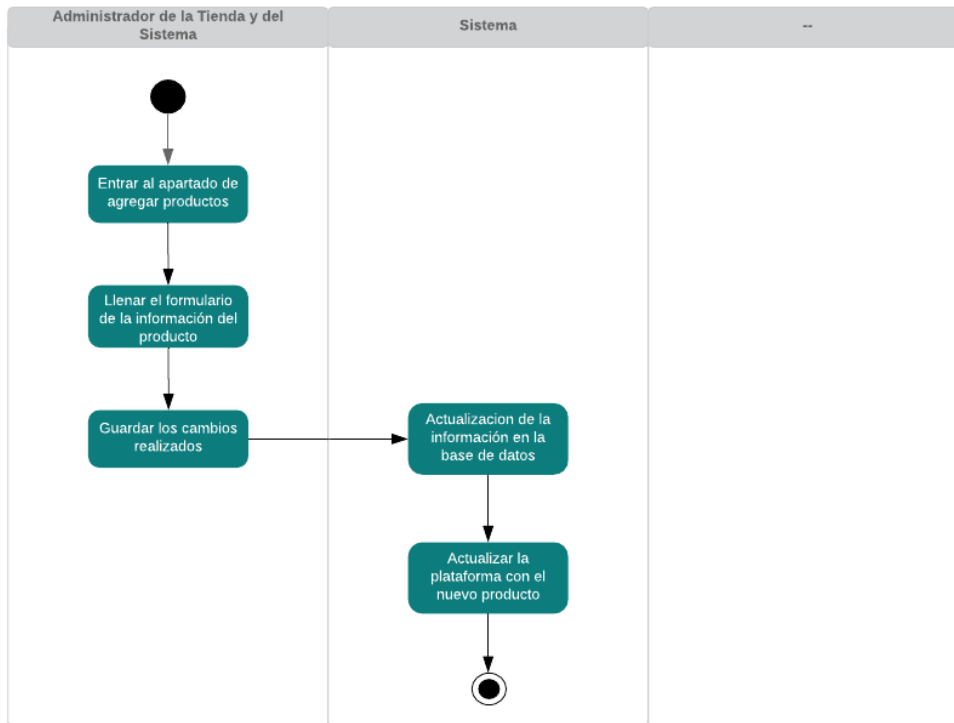 Administrador de la Tienda y del
Sistema
Sistema
--
Entrar al apartado de
agregar productos
Llenar el formulario
de la información del
producto
Guardar los cambios
realizados
Actualizacion de la
información en la
base de datos
Actualizar la
plataforma con el
nuevo producto